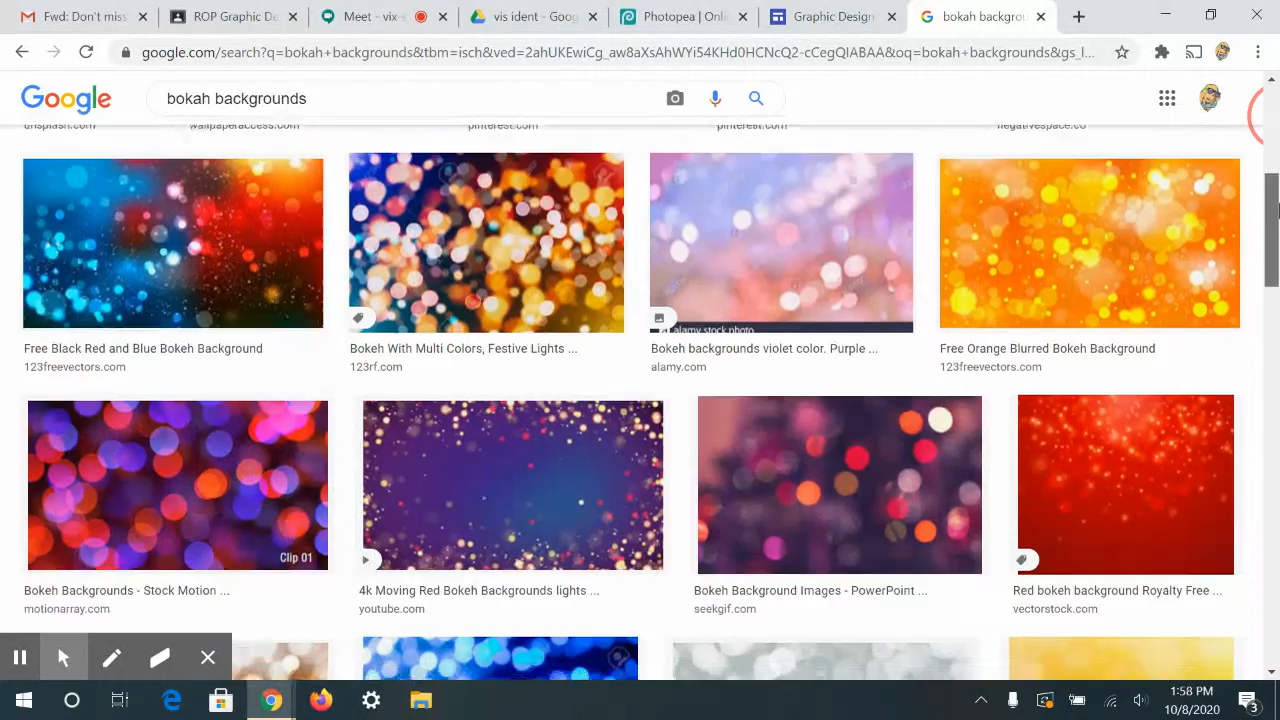 Fwd: Don't miss
ROP Graphic De
Meet - vix-s
vis ident - Goog
Photopea | Onli
Graphic Design
bokah backgrou
google.com/search?q=bokah+backgrounds&tbm=isch&ved=2ahUKEwiCg_aw8aXsAhWYi54KHd0HCNcQ2-cCegQIABAA&oq=bokah+backgrounds&gs_l...
Google
bokah backgrounds
unsplash.com
wallpaperaccess.com
pinterest.com
pinterest.com
negativespace.co
alamy stock photo
Free Black Red and Blue Bokeh Background
Bokeh With Multi Colors, Festive Lights ...
Bokeh backgrounds violet color. Purple ...
Free Orange Blurred Bokeh Background
123freevectors.com
123rf.com
alamy.com
123freevectors.com
Clip 01
Bokeh Backgrounds - Stock Motion ...
4k Moving Red Bokeh Backgrounds lights ...
Bokeh Background Images - PowerPoint ...
Red bokeh background Royalty Free ...
motionarray.com
youtube.com
seekgif.com
vectorstock.com
1:58 PM
10/8/2020
3